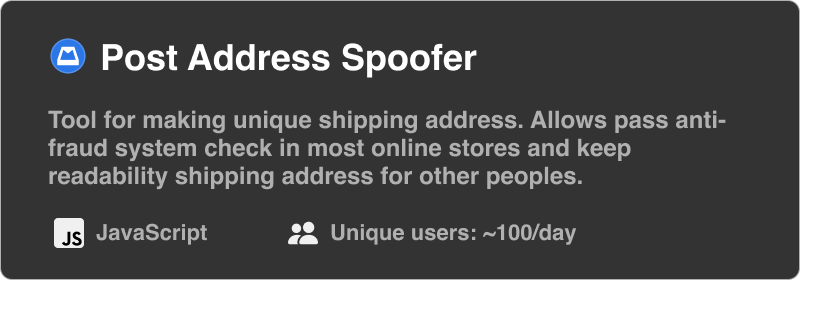 Post Address Spoofer
Tool for making unique shipping address. Allows pass anti-
fraud system check in most online stores and keep
readability shipping address for other peoples.
JS JavaScript
Unique users: ~100/day